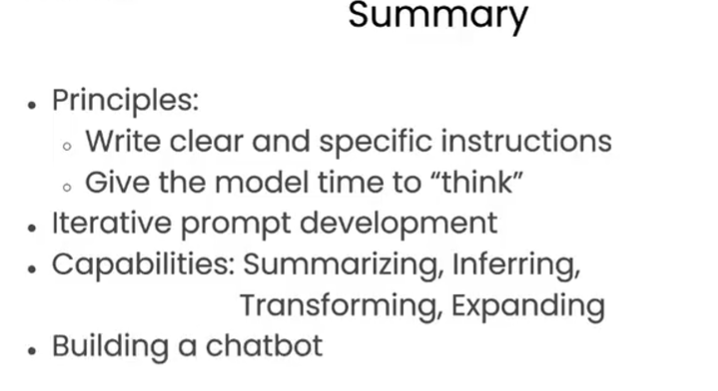 Summary
• Principles:
◦ Write clear and specific instructions
◦ Give the model time to “think”
• Iterative prompt development
• Capabilities: Summarizing, Inferring,
Transforming, Expanding
• Building a chatbot